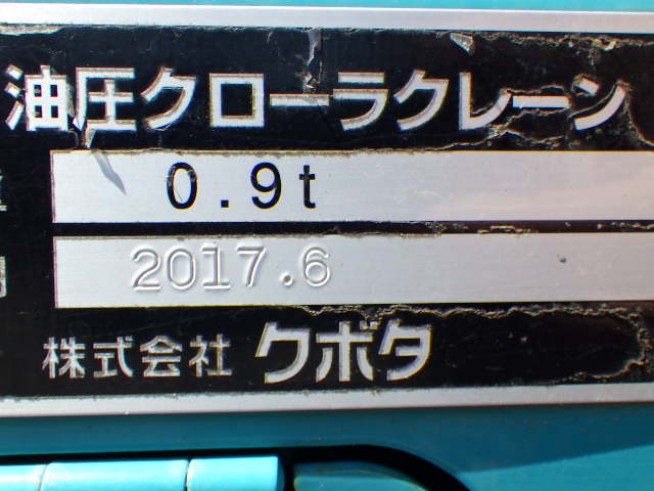 油圧クローラクレーン
0.9t
2017.6
株式会社 クボタ